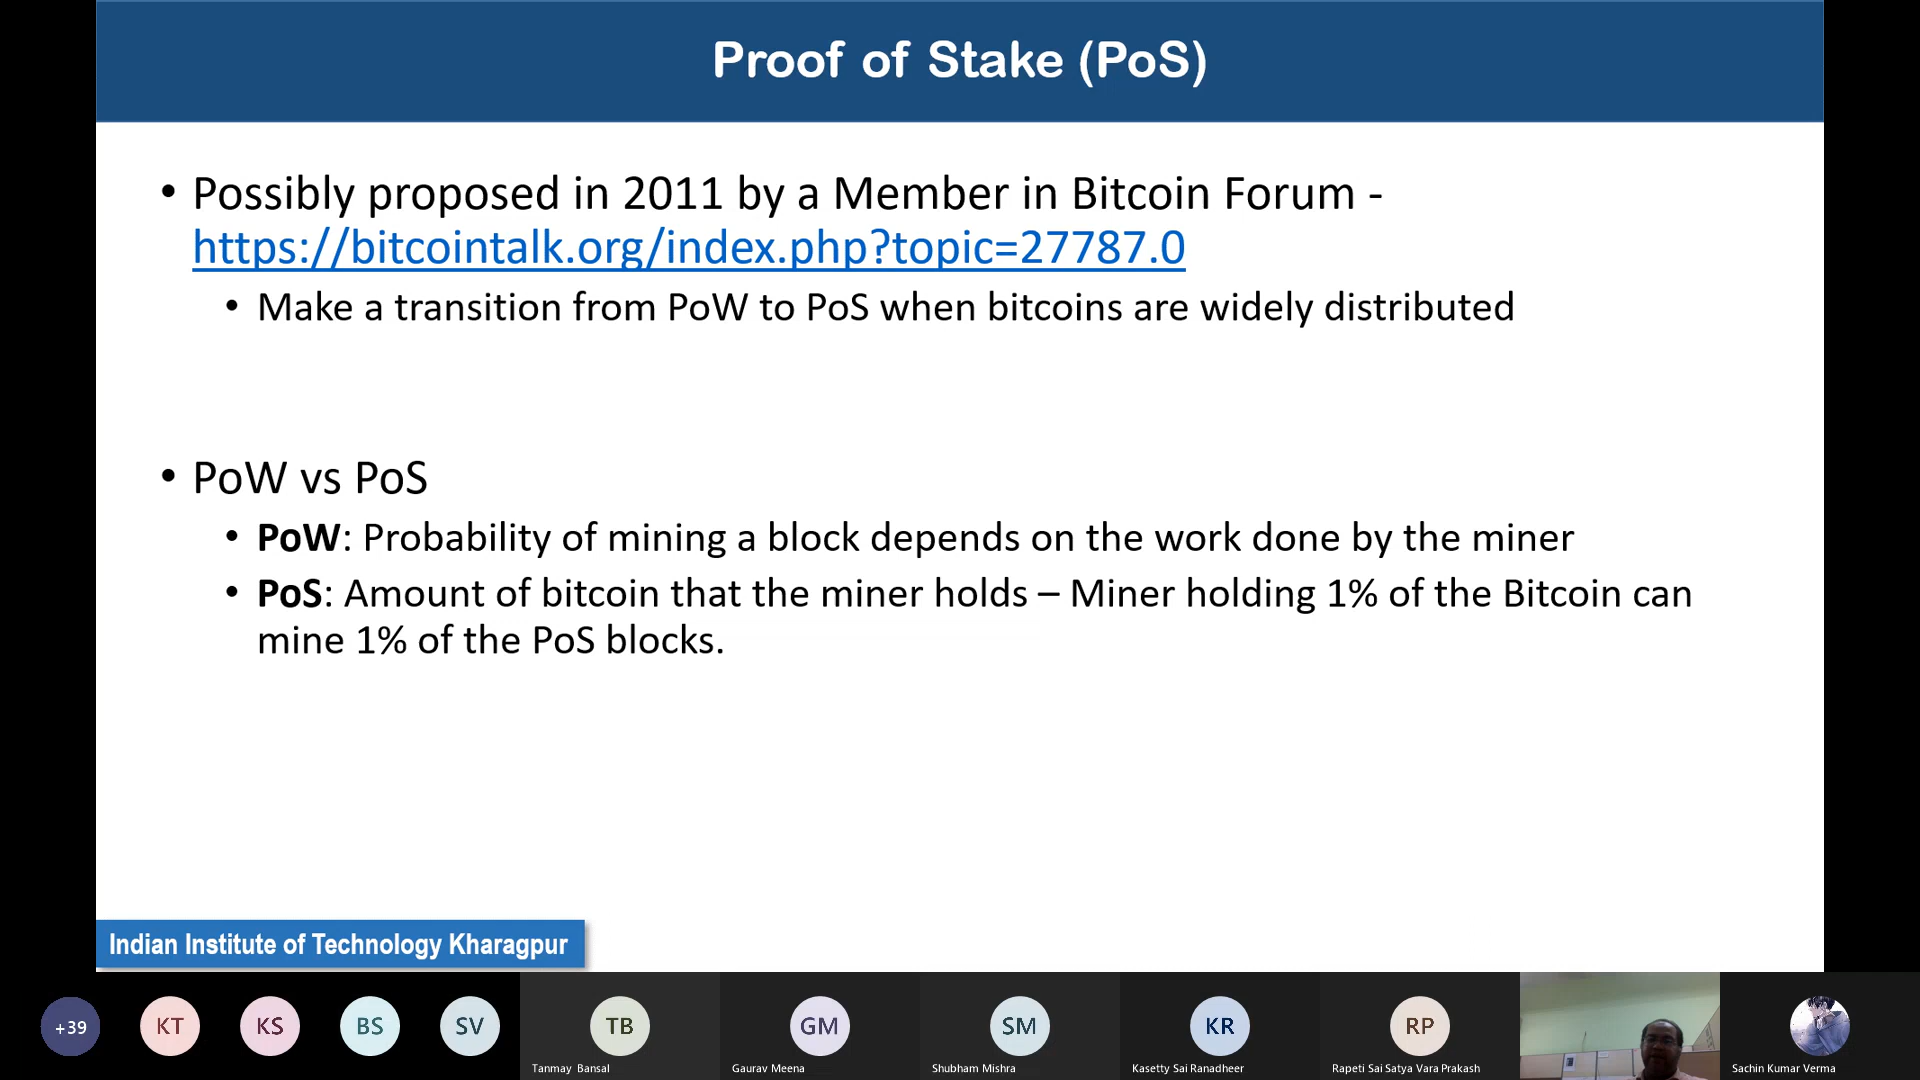 Proof of Stake (PoS)
• Possibly proposed in 2011 by a Member in Bitcoin Forum -
https://bitcointalk.org/index.php?topic=27787.0
• Make a transition from PoW to PoS when bitcoins are widely distributed
• PoW vs PoS
• PoW: Probability of mining a block depends on the work done by the miner
• PoS: Amount of bitcoin that the miner holds – Miner holding 1% of the Bitcoin can
mine 1% of the PoS blocks.
Indian Institute of Technology Kharagpur
+39 KT KS BS SV TB GM SM KR RP
Tanmay Bansal Gaurav Meena Shubham Mishra Kasetty Sai Ranadheer Rapeti Sai Satya Vara Prakash Sachin Kumar Verma